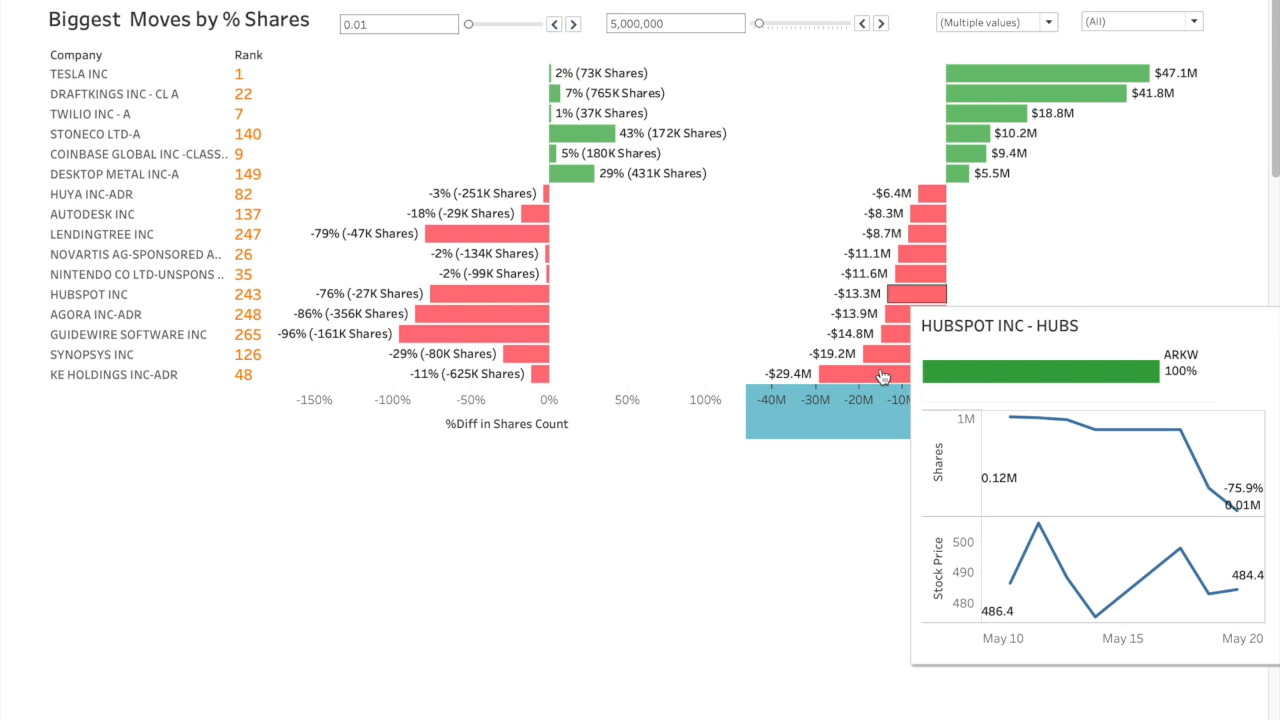 Biggest  Moves by % Shares
0.01
5,000,000
(Multiple values)
(All)
Company Rank
TESLA INC 1 2% (73K Shares) $47.1M
DRAFTKINGS INC - CL A 22 7% (765K Shares) $41.8M
TWILIO INC - A 7 1% (37K Shares) $18.8M
STONECO LTD-A 140 43% (172K Shares) $10.2M
COINBASE GLOBAL INC -CLASS.. 9 5% (180K Shares) $9.4M
DESKTOP METAL INC-A 149 29% (431K Shares) $5.5M
HUYA INC-ADR 82 -3% (-251K Shares) -$6.4M
AUTODESK INC 137 -18% (-29K Shares) -$8.3M
LENDINGTREE INC 247 -79% (-47K Shares) -$8.7M
NOVARTIS AG-SPONSORED A.. 26 -2% (-134K Shares) -$11.1M
NINTENDO CO LTD-UNSPONS .. 35 -2% (-99K Shares) -$11.6M
HUBSPOT INC 243 -76% (-27K Shares) -$13.3M
AGORA INC-ADR 248 -86% (-356K Shares) -$13.9M
GUIDEWIRE SOFTWARE INC 265 -96% (-161K Shares) -$14.8M
SYNOPSYS INC 126 -29% (-80K Shares) -$19.2M
KE HOLDINGS INC-ADR 48 -11% (-625K Shares) -$29.4M
-150% -100% -50% 0% 50% 100% -40M -30M -20M -10M
%Diff in Shares Count
HUBSPOT INC - HUBS
ARKW
100%
1M
Shares
0.12M
-75.9%
0.01M
Stock Price
500
490
480
486.4
484.4
May 10 May 15 May 20